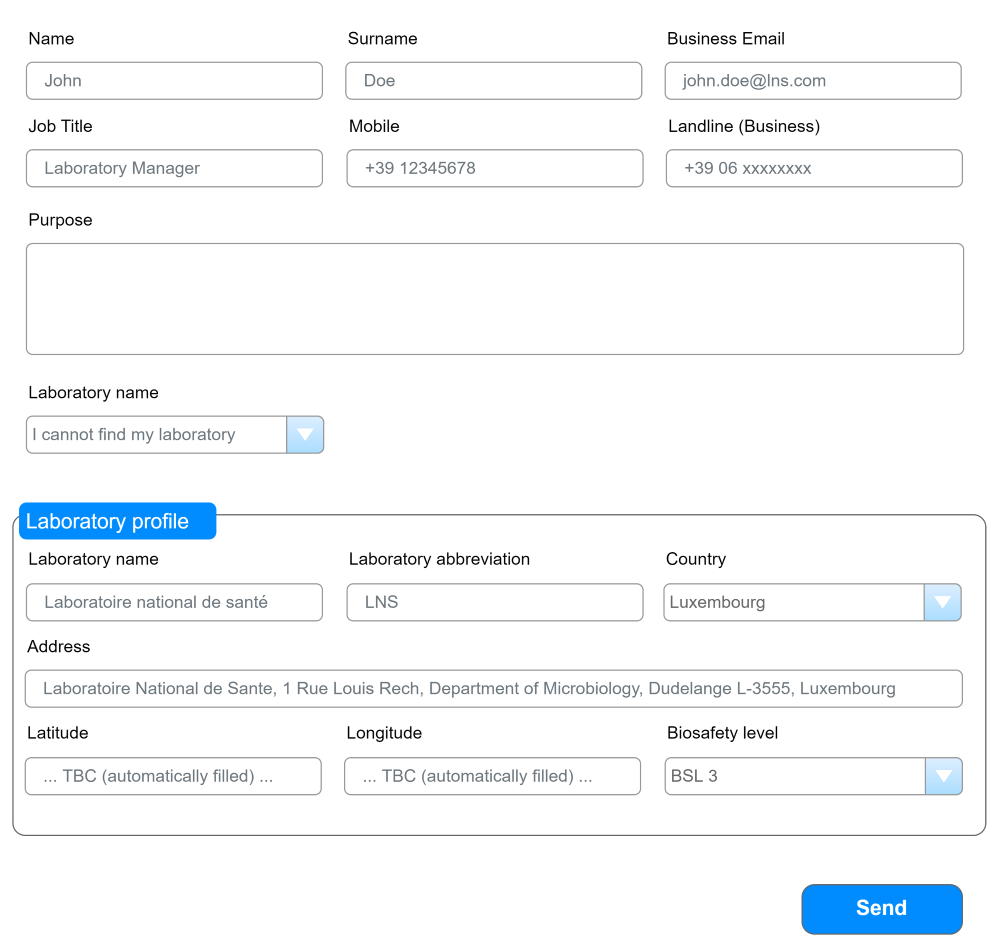 Name Surname Business Email
John Doe john.doe@lns.com
Job Title Mobile Landline (Business)
Laboratory Manager +39 12345678 +39 06 xxxxxxxx
Purpose
Laboratory name
I cannot find my laboratory
Laboratory profile
Laboratory name Laboratory abbreviation Country
Laboratoire national de santé LNS Luxembourg
Address
Laboratoire National de Sante, 1 Rue Louis Rech, Department of Microbiology, Dudelange L-3555, Luxembourg
Latitude Longitude Biosafety level
... TBC (automatically filled) ... ... TBC (automatically filled) ... BSL 3
Send